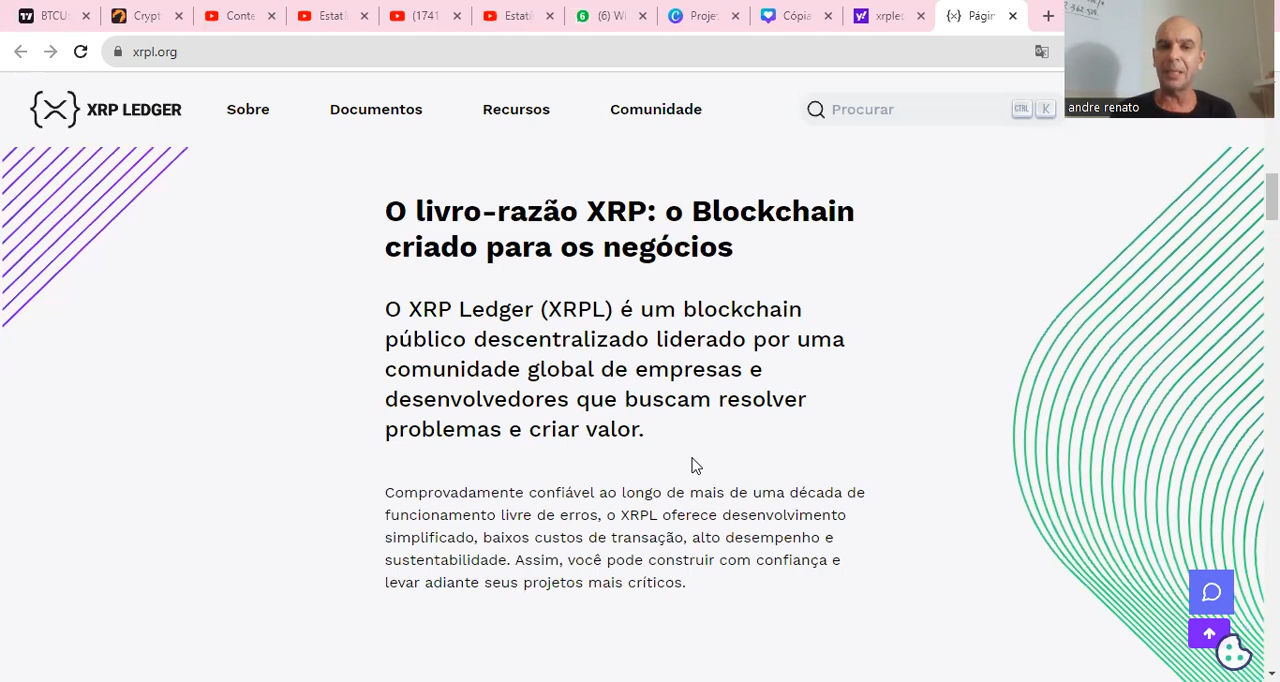 BTCU:
Crypt
Conte
Estatí
(1741
Estatí
(6) W
Proje
Cópia
xrplec
Págin
xrpl.org
XRP LEDGER
Sobre
Documentos
Recursos
Comunidade
Procurar
CTRL K
andre renato
O livro-razão XRP: o Blockchain
criado para os negócios
O XRP Ledger (XRPL) é um blockchain
público descentralizado liderado por uma
comunidade global de empresas e
desenvolvedores que buscam resolver
problemas e criar valor.
Comprovadamente confiável ao longo de mais de uma década de
funcionamento livre de erros, o XRPL oferece desenvolvimento
simplificado, baixos custos de transação, alto desempenho e
sustentabilidade. Assim, você pode construir com confiança e
levar adiante seus projetos mais críticos.